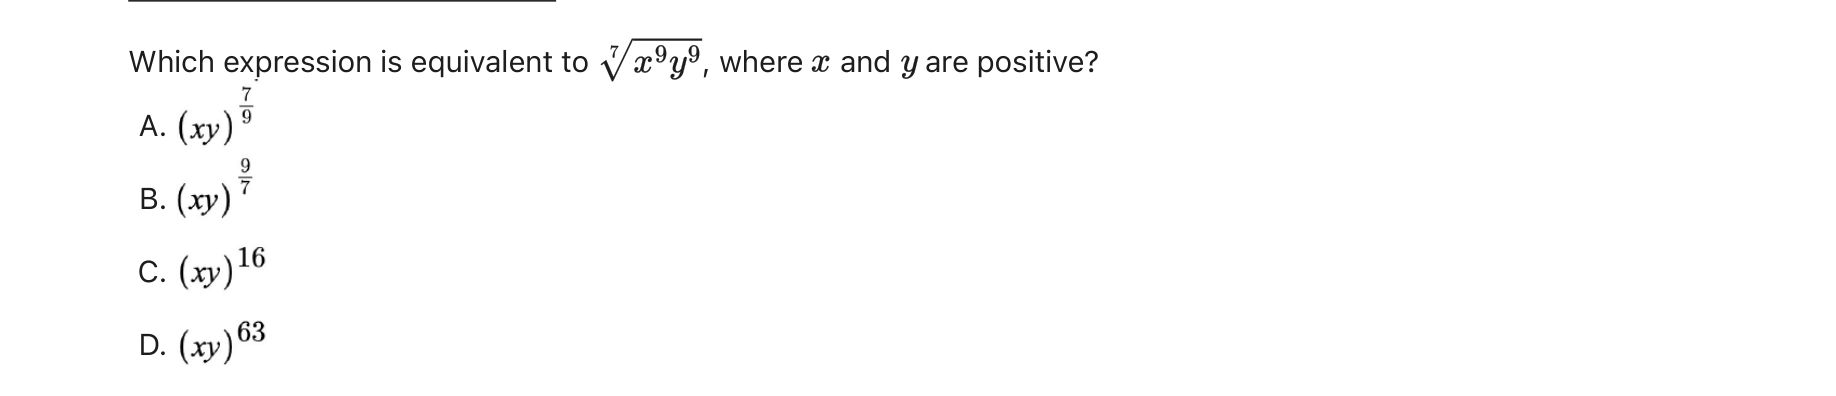 Which expression is equivalent to $\sqrt[7]{x^9y^9}$, where $x$ and $y$ are positive?
A. $(xy)^{\frac{7}{9}}$
B. $(xy)^{\frac{9}{7}}$
C. $(xy)^{16}$
D. $(xy)^{63}$